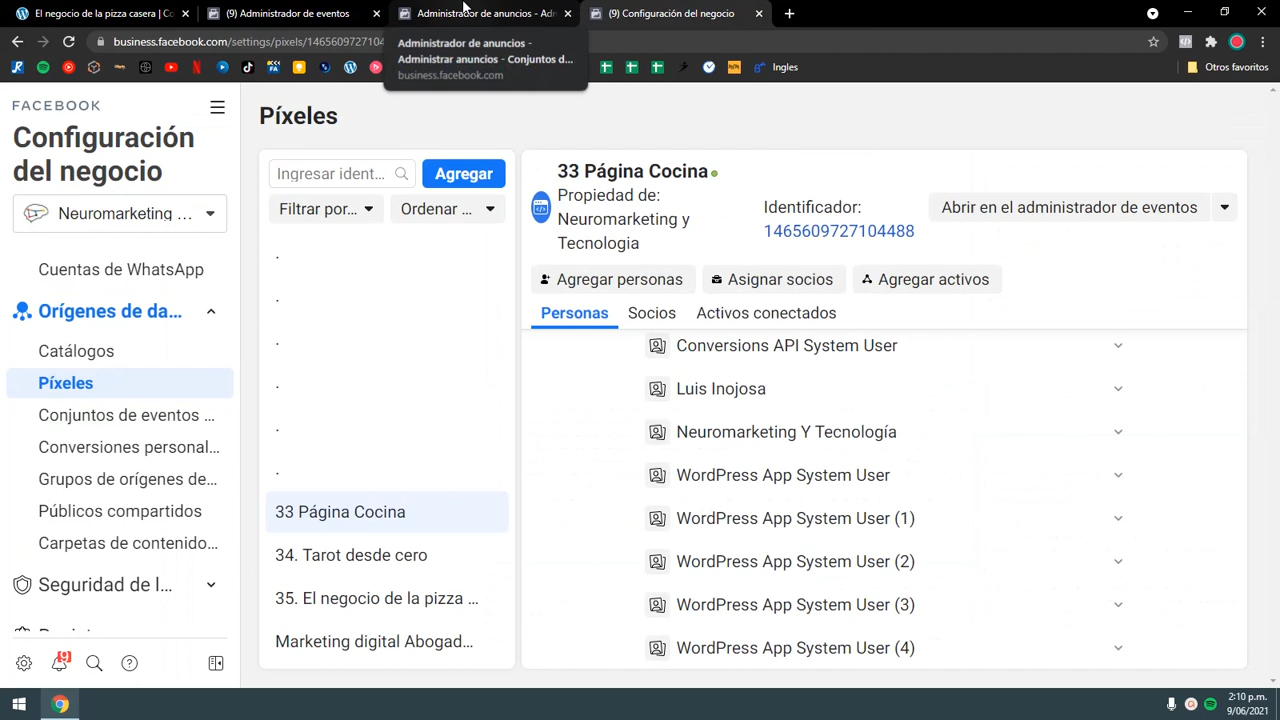 El negocio de la pizza casera | Co
(9) Administrador de eventos
Administrador de anuncios - Adm
(9) Configuración del negocio
business.facebook.com/settings/pixels/1465609727104
Administrador de anuncios -
Administrar anuncios - Conjuntos d...
business.facebook.com
Ingles
Otros favoritos
FACEBOOK
Configuración
del negocio
Neuromarketing ...
Cuentas de WhatsApp
Orígenes de da...
Catálogos
Píxeles
Conjuntos de eventos ...
Conversiones personal...
Grupos de orígenes de...
Públicos compartidos
Carpetas de contenido...
Seguridad de l...
Píxeles
Ingresar ident...
Agregar
Filtrar por...
Ordenar ...
.
.
.
.
.
.
33 Página Cocina
34. Tarot desde cero
35. El negocio de la pizza ...
Marketing digital Abogad...
33 Página Cocina
Propiedad de:
Neuromarketing y
Tecnologia
Identificador:
1465609727104488
Abrir en el administrador de eventos
Agregar personas
Asignar socios
Agregar activos
Personas
Socios
Activos conectados
Conversions API System User
Luis Inojosa
Neuromarketing Y Tecnología
WordPress App System User
WordPress App System User (1)
WordPress App System User (2)
WordPress App System User (3)
WordPress App System User (4)
2:10 p.m.
9/06/2021